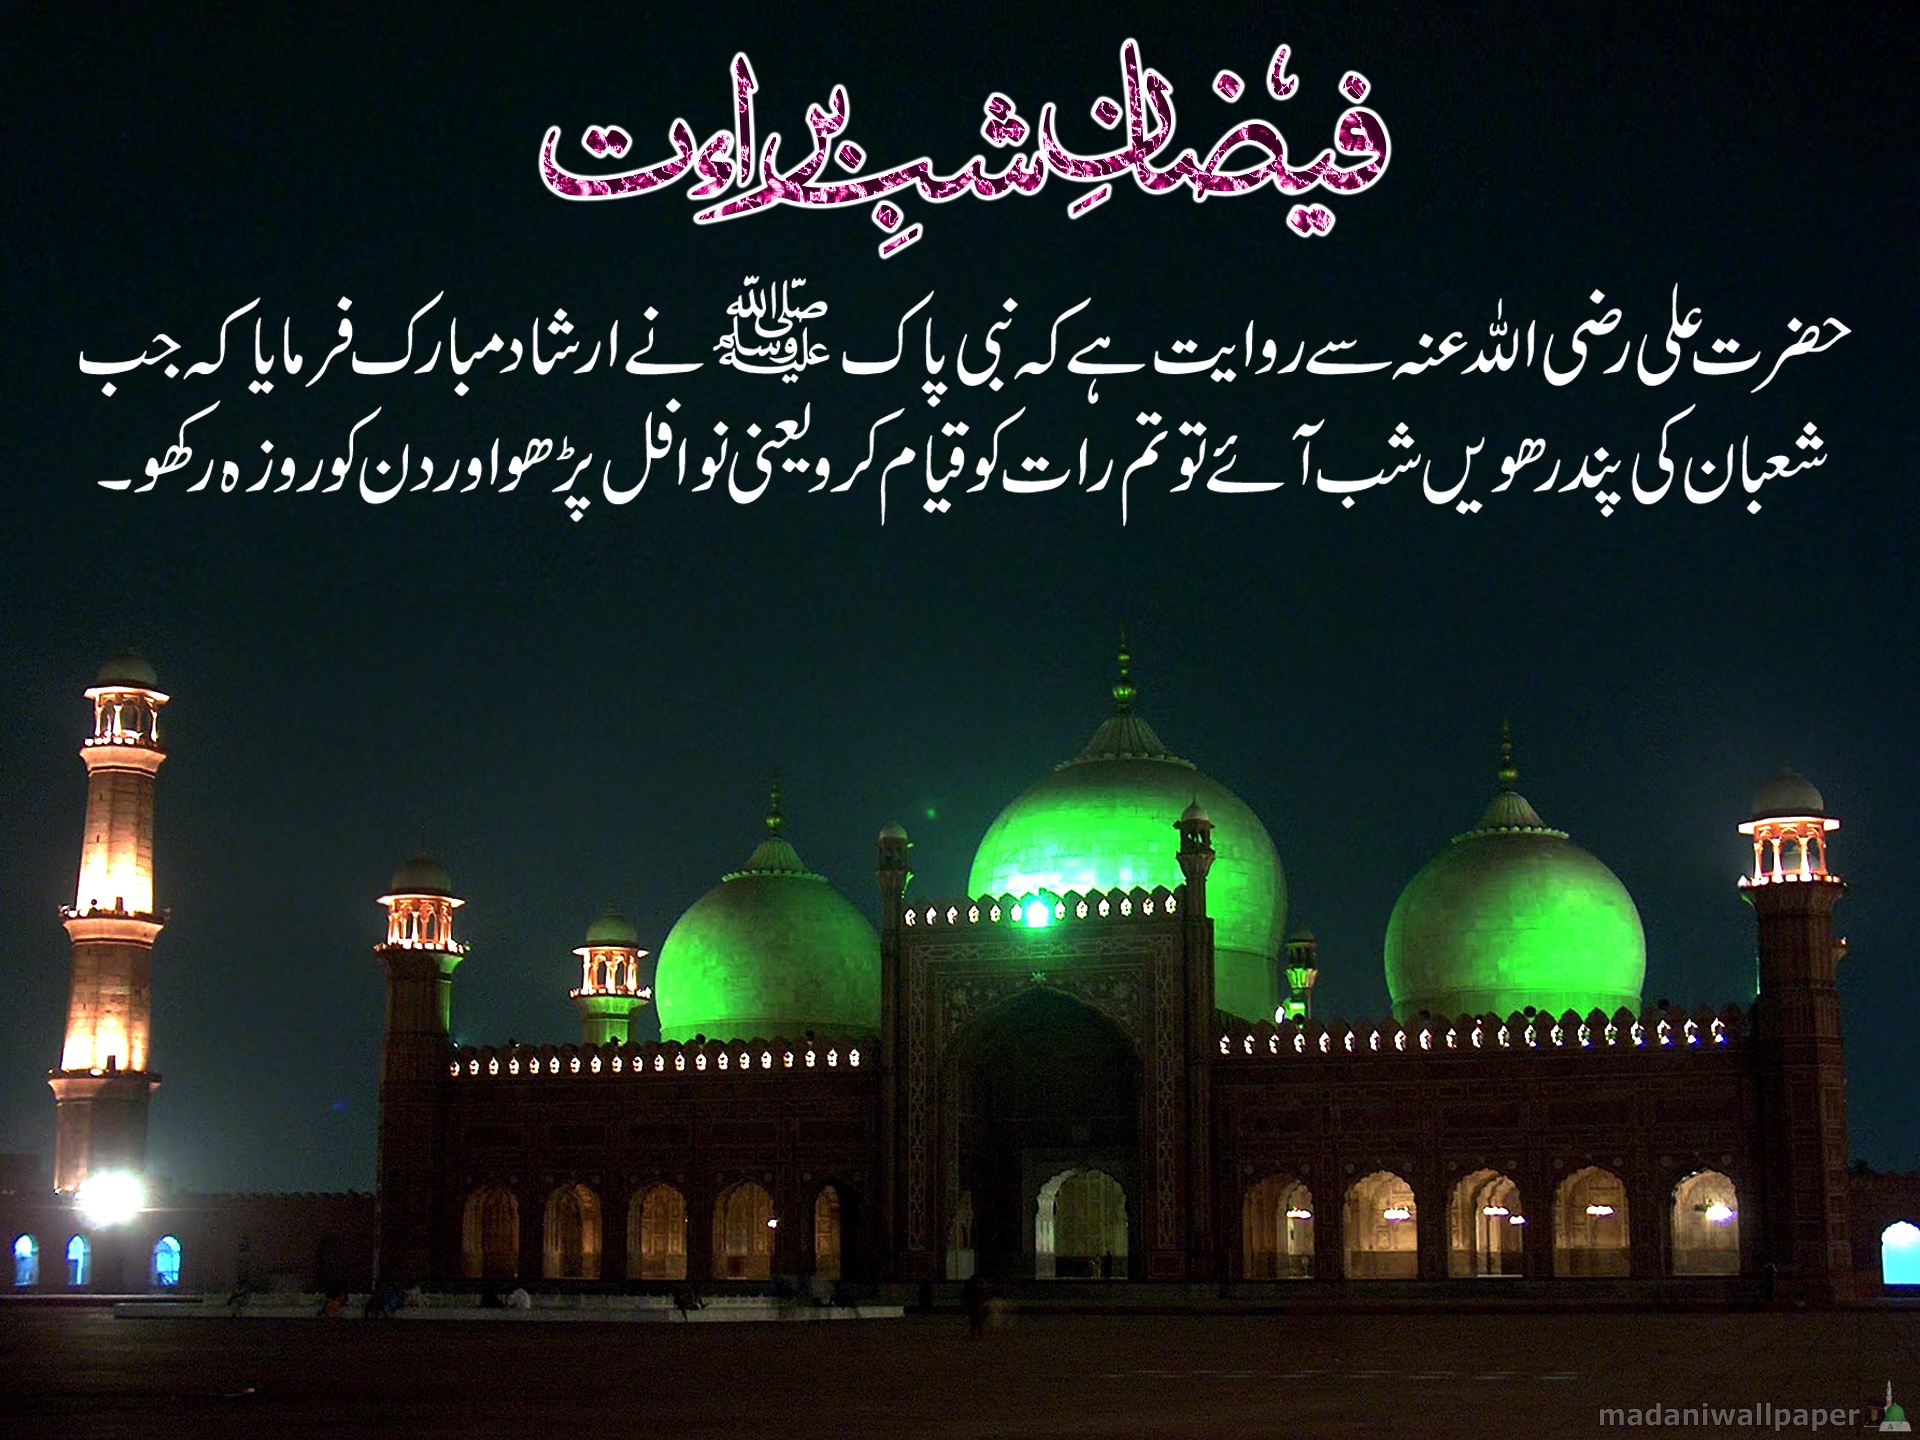 فیضانِ شبِ براءِت
حضرت علی رضی اللہ عنہ سے روایت ہے کہ نبی پاک ﷺ نے ارشاد مبارک فرمایا کہ جب
شعبان کی پندرھویں شب آئے تو تم رات کو قیام کرو یعنی نوافل پڑھو اور دن کو روزہ رکھو۔
madaniwallpaper